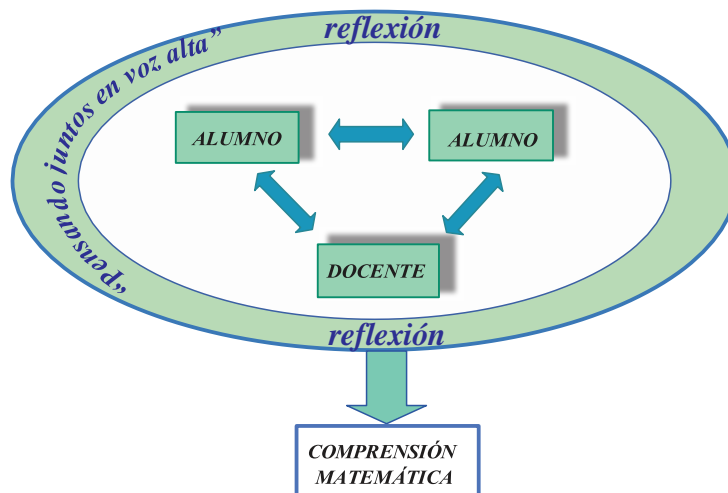 reflexión
“Pensando juntos en voz alta”
ALUMNO
ALUMNO
DOCENTE
reflexión
COMPRENSIÓN
MATEMÁTICA